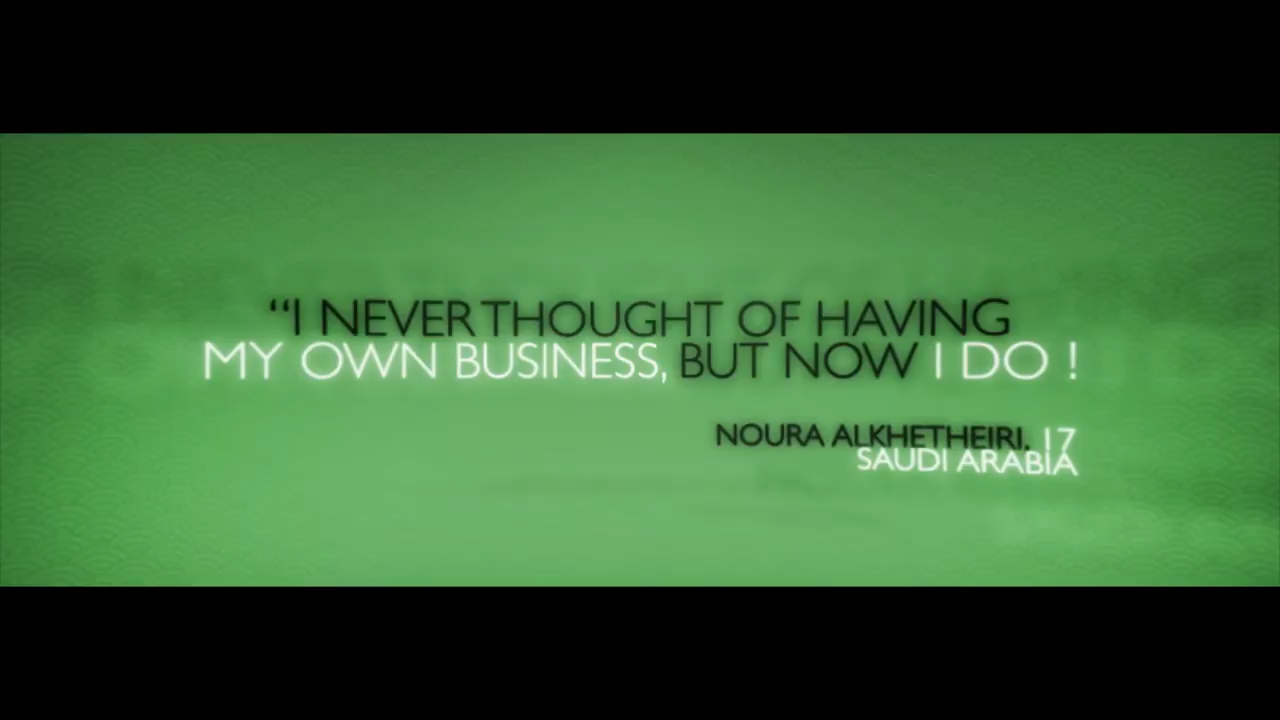 “I NEVER THOUGHT OF HAVING
MY OWN BUSINESS, BUT NOW I DO !
NOURA ALKHETHEIRI, 17
SAUDI ARABIA